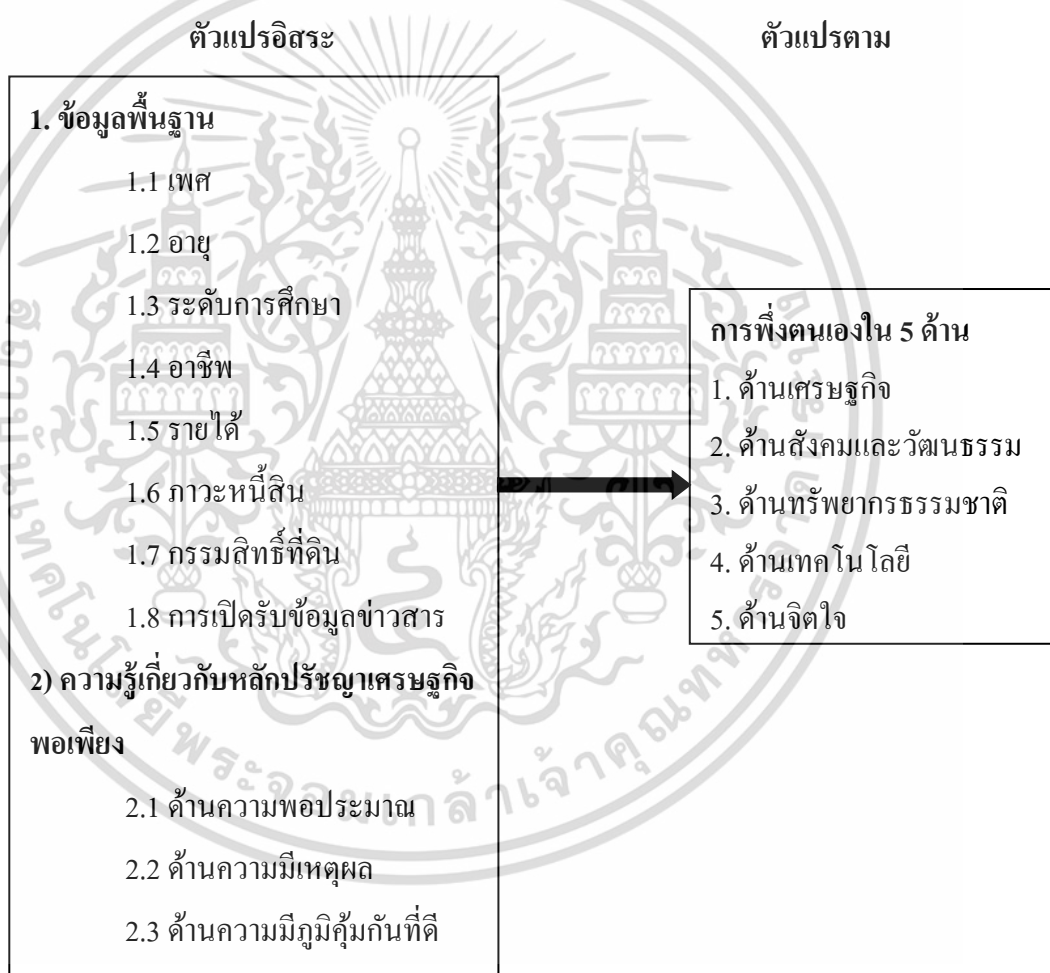 ตัวแปรอิสระ
ตัวแปรตาม
1. ข้อมูลพื้นฐาน
1.1 เพศ
1.2 อายุ
1.3 ระดับการศึกษา
1.4 อาชีพ
1.5 รายได้
1.6 ภาวะหนี้สิน
1.7 กรรมสิทธิ์ที่ดิน
1.8 การเปิดรับข้อมูลข่าวสาร
2) ความรู้เกี่ยวกับหลักปรัชญาเศรษฐกิจ
พอเพียง
2.1 ด้านความพอประมาณ
2.2 ด้านความมีเหตุผล
2.3 ด้านความมีภูมิคุ้มกันที่ดี
การพึ่งตนเองใน 5 ด้าน
1. ด้านเศรษฐกิจ
2. ด้านสังคมและวัฒนธรรม
3. ด้านทรัพยากรธรรมชาติ
4. ด้านเทคโนโลยี
5. ด้านจิตใจ